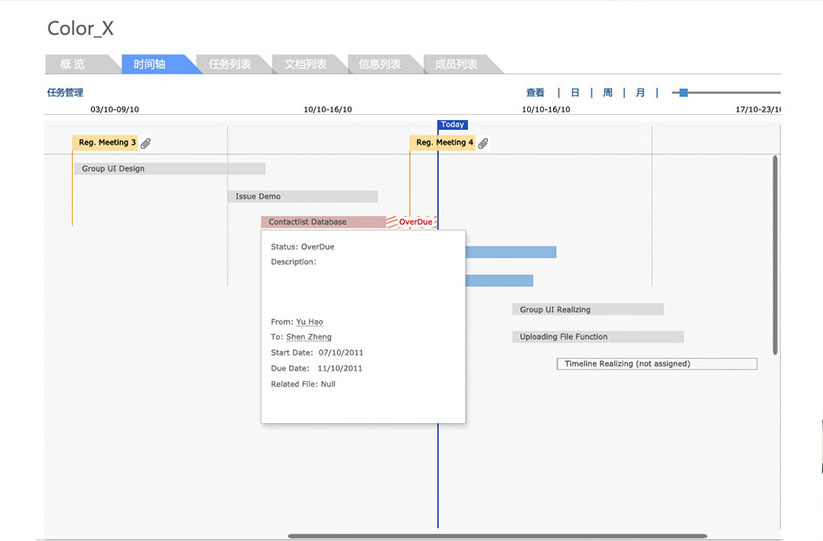 Color_X
概 览
时间轴
任务列表
文档列表
信息列表
成员列表
任务管理
查看 | 日 | 周 | 月 |
03/10-09/10
10/10-16/10
10/10-16/10
17/10-23/1
Today
Reg. Meeting 3
Reg. Meeting 4
Group UI Design
Issue Demo
Contactlist Database
OverDue
Status: OverDue
Description:
From: Yu Hao
To: Shen Zheng
Start Date: 07/10/2011
Due Date: 11/10/2011
Related File: Null
Group UI Realizing
Uploading File Function
Timeline Realizing (not assigned)